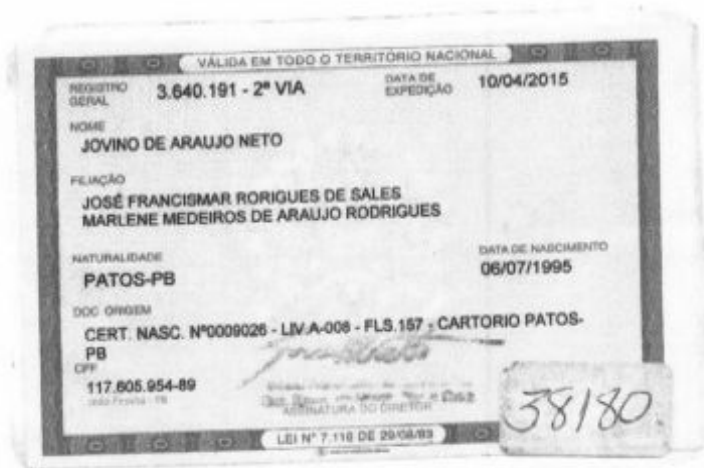 VÁLIDA EM TODO O TERRITÓRIO NACIONAL
REGISTRO GERAL 3.640.191 - 2ª VIA DATA DE EXPEDIÇÃO 10/04/2015
NOME
JOVINO DE ARAUJO NETO
FILIAÇÃO
JOSÉ FRANCISMAR RORIGUES DE SALES
MARLENE MEDEIROS DE ARAUJO RODRIGUES
NATURALIDADE DATA DE NASCIMENTO
PATOS-PB 06/07/1995
DOC ORIGEM
CERT. NASC. Nº0009026 - LIV.A-008 - FLS.157 - CARTORIO PATOS-
PB
CPF
117.605.954-89
ASSINATURA DO DIRETOR
38180
LEI Nº 7.116 DE 29/08/83